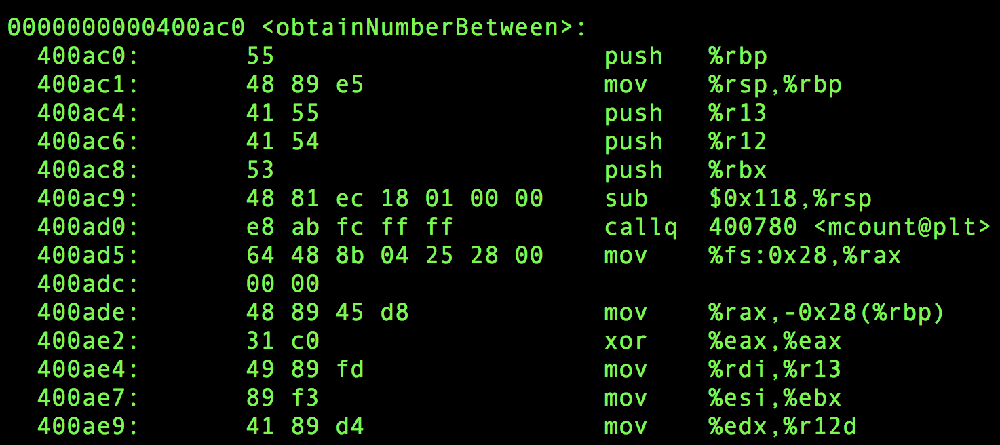 0000000000400ac0 <obtainNumberBetween>:
400ac0: 55 push %rbp
400ac1: 48 89 e5 mov %rsp,%rbp
400ac4: 41 55 push %r13
400ac6: 41 54 push %r12
400ac8: 53 push %rbx
400ac9: 48 81 ec 18 01 00 00 sub $0x118,%rsp
400ad0: e8 ab fc ff ff callq 400780 <mcount@plt>
400ad5: 64 48 8b 04 25 28 00 mov %fs:0x28,%rax
400adc: 00 00
400ade: 48 89 45 d8 mov %rax,-0x28(%rbp)
400ae2: 31 c0 xor %eax,%eax
400ae4: 49 89 fd mov %rdi,%r13
400ae7: 89 f3 mov %esi,%ebx
400ae9: 41 89 d4 mov %edx,%r12d